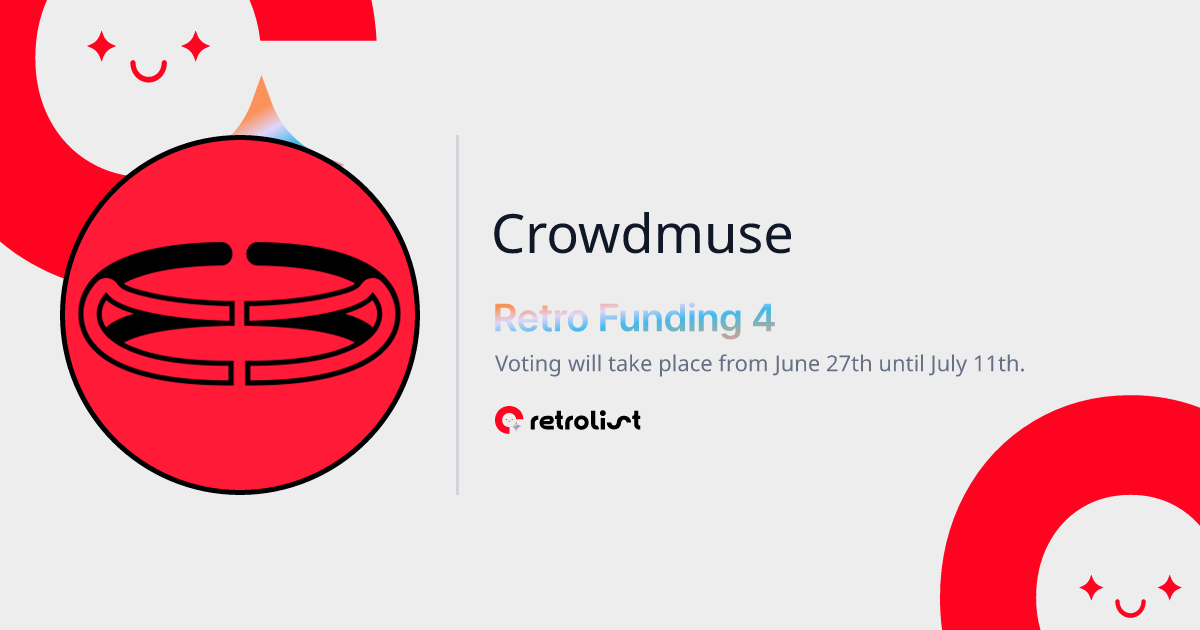 Crowdmuse
Retro Funding 4
Voting will take place from June 27th until July 11th.
retrolist